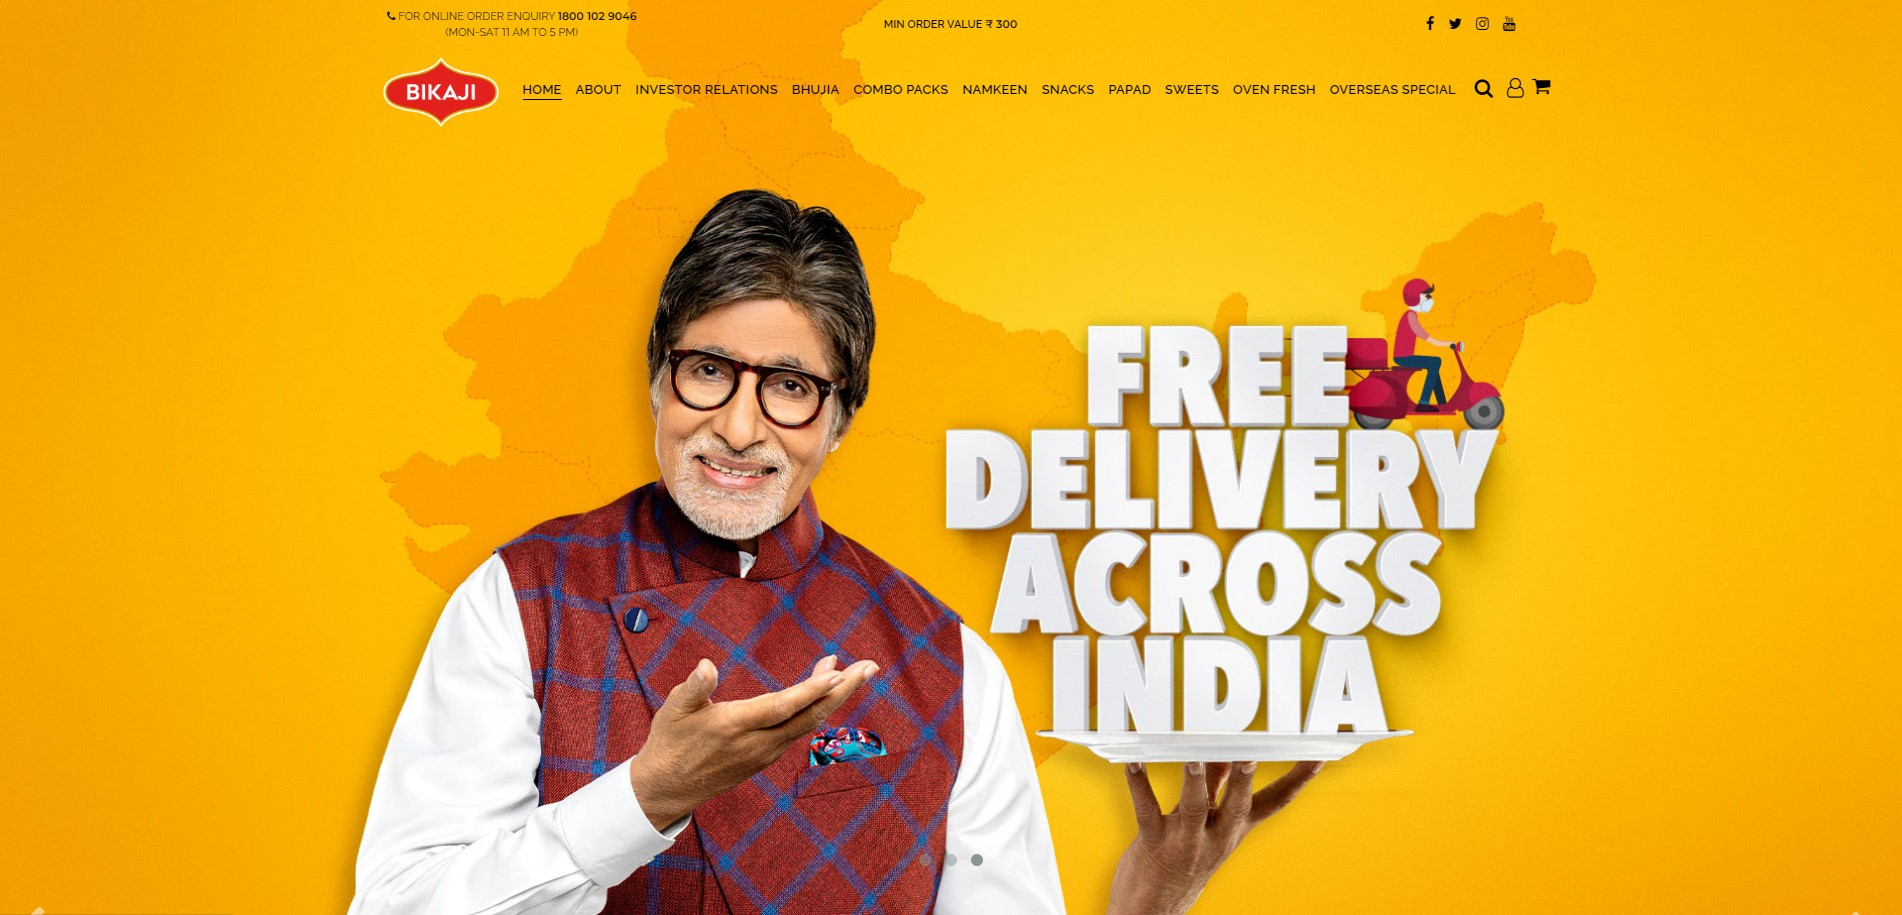 FOR ONLINE ORDER ENQUIRY 1800 102 9046
(MON-SAT 11 AM TO 5 PM)
MIN ORDER VALUE ₹ 300
BIKAJI
HOME ABOUT INVESTOR RELATIONS BHUJIA COMBO PACKS NAMKEEN SNACKS PAPAD SWEETS OVEN FRESH OVERSEAS SPECIAL
FREE
DELIVERY
ACROSS
INDIA